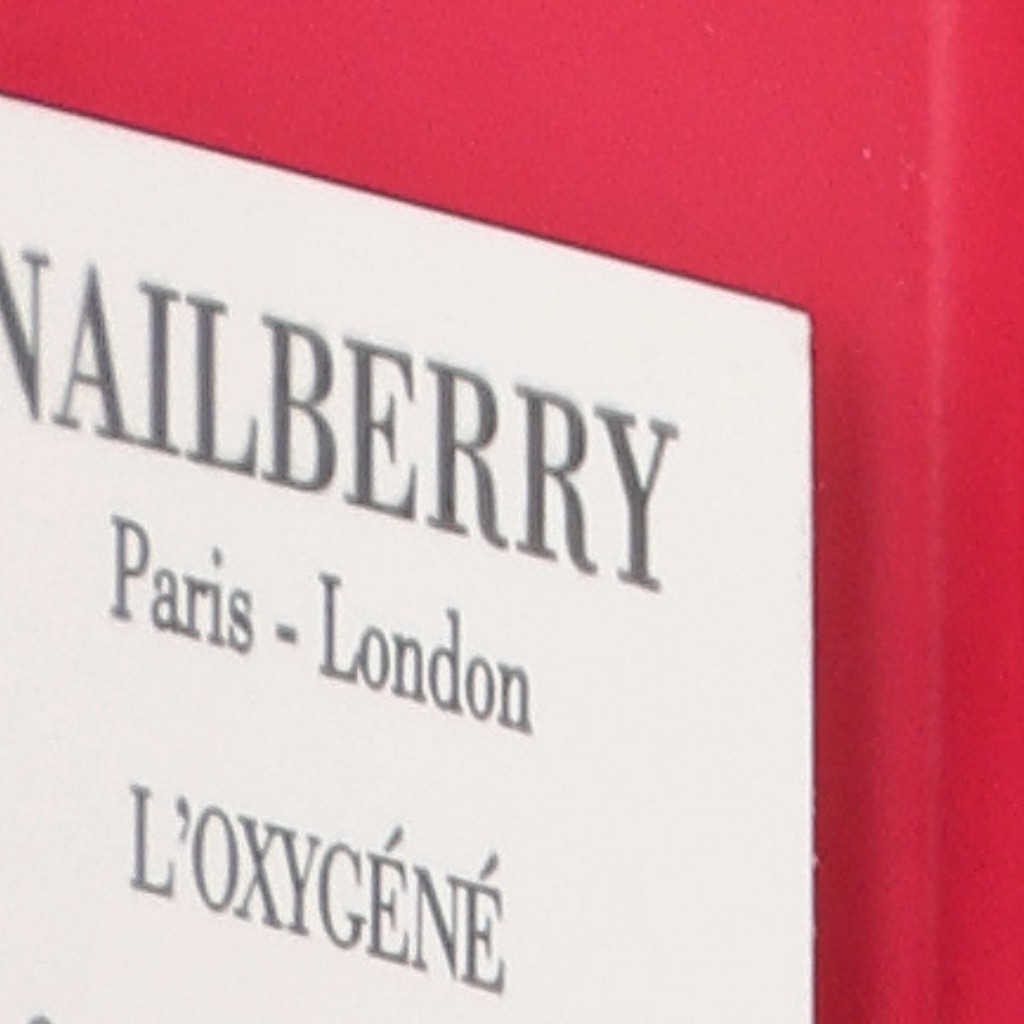 NAILBERRY
Paris - London
L'OXYGÉNÉ